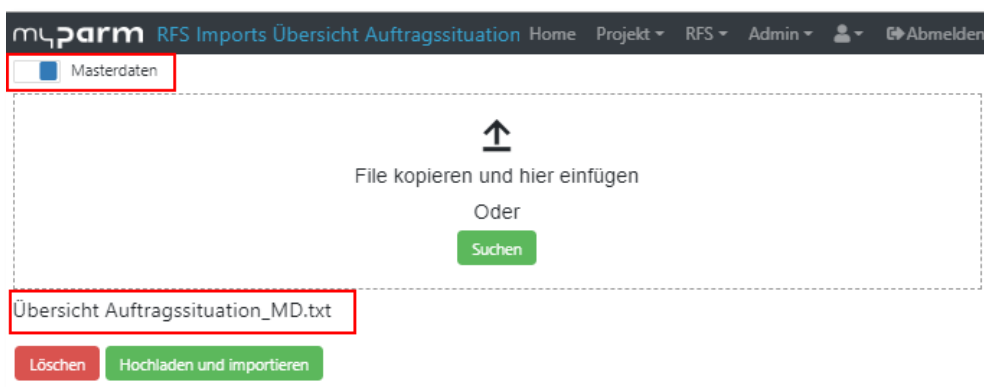 myparm RFS Imports Übersicht Auftragssituation Home Projekt RFS Admin Abmelden
Masterdaten
File kopieren und hier einfügen
Oder
Suchen
Übersicht Auftragssituation_MD.txt
Löschen Hochladen und importieren